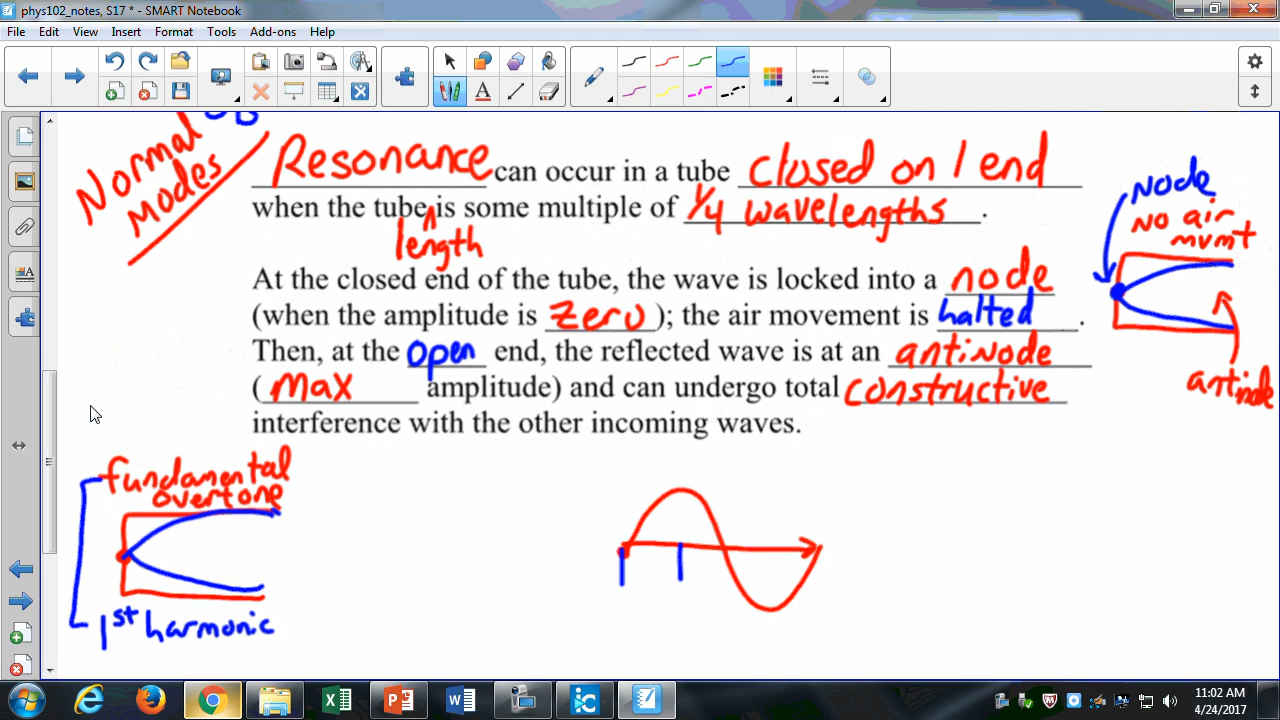 phys102_notes, S17 * - SMART Notebook
File Edit View Insert Format Tools Add-ons Help
Normal
Modes
Resonance can occur in a tube closed on 1 end
when the tube ^ is some multiple of 1/4 wavelengths.
length
At the closed end of the tube, the wave is locked into a node
(when the amplitude is zero); the air movement is halted.
Then, at the open end, the reflected wave is at an antinode
(max amplitude) and can undergo total constructive
interference with the other incoming waves.
Node
No air
mvmt
antinode
fundamental
overtone
1st harmonic
11:02 AM
4/24/2017